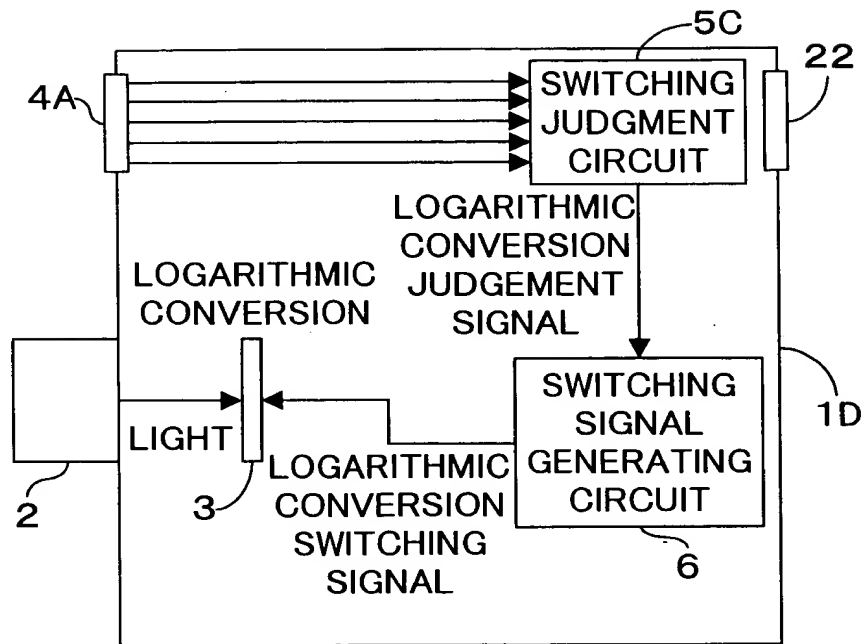 5C
22
4A
SWITCHING
JUDGMENT
CIRCUIT
LOGARITHMIC
CONVERSION
JUDGEMENT
SIGNAL
LOGARITHMIC
CONVERSION
LIGHT
2
3
SWITCHING
SIGNAL
GENERATING
CIRCUIT
1D
LOGARITHMIC
CONVERSION
SWITCHING
SIGNAL
6